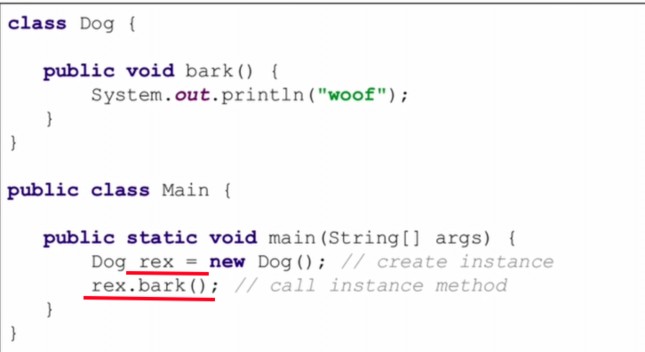 class Dog {
public void bark() {
System.out.println("woof");
}
}
public class Main {
public static void main(String[] args) {
Dog rex = new Dog(); // create instance
rex.bark(); // call instance method
}
}